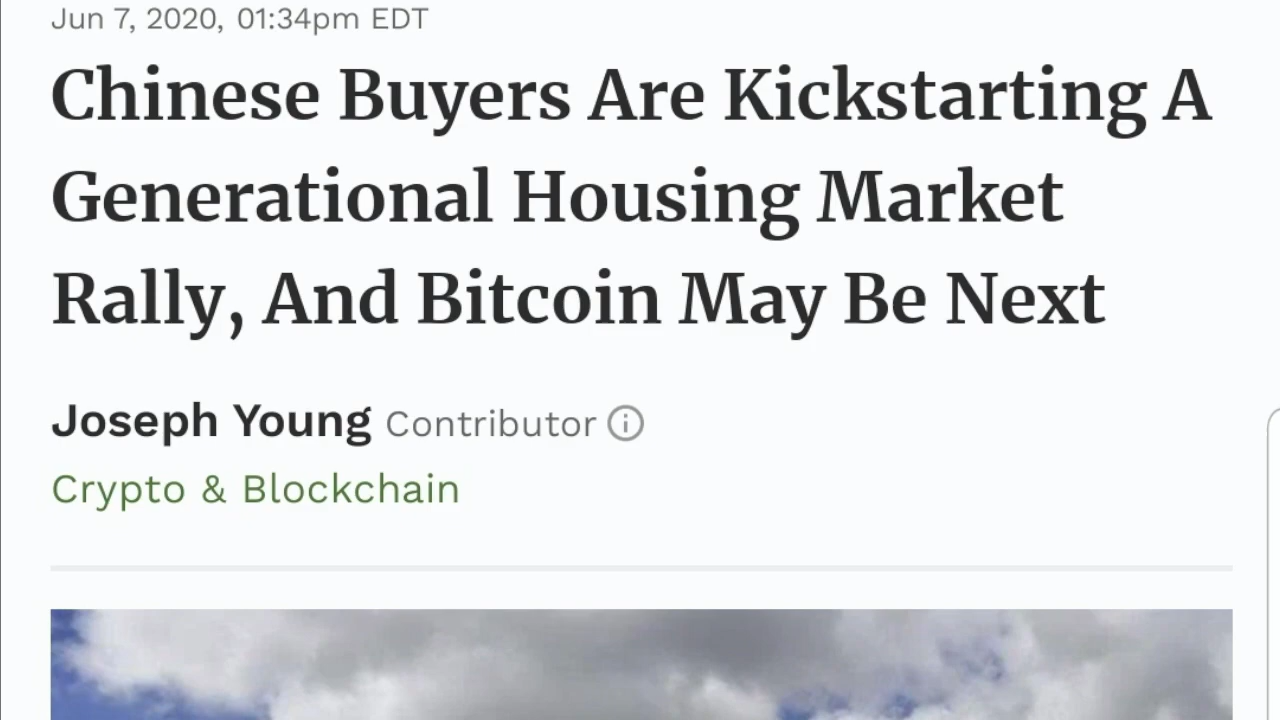 Jun 7, 2020, 01:34pm EDT
Chinese Buyers Are Kickstarting A
Generational Housing Market
Rally, And Bitcoin May Be Next
Joseph Young Contributor
Crypto & Blockchain